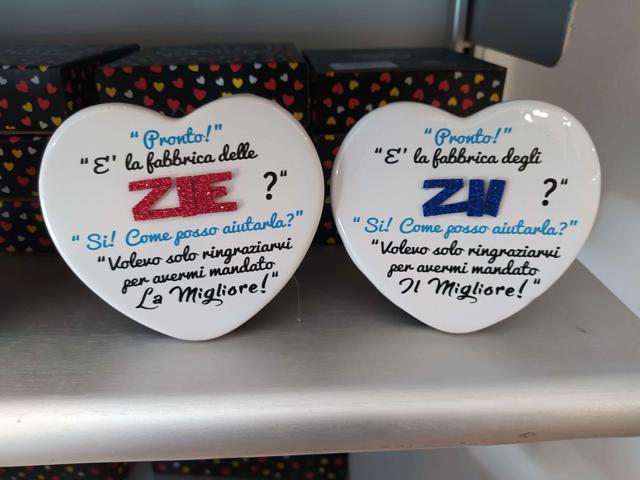 "Pronto!"
"E'' la fabbrica delle
ZIE ?"
"Si! Come posso aiutarla?"
"Volevo solo ringraziarvi
per avermi mandato
La Migliore!"
"Pronto!"
"E'' la fabbrica degli
ZII ?"
"Si! Come posso aiutarla?"
"Volevo solo ringraziarvi
per avermi mandato
Il Migliore!"